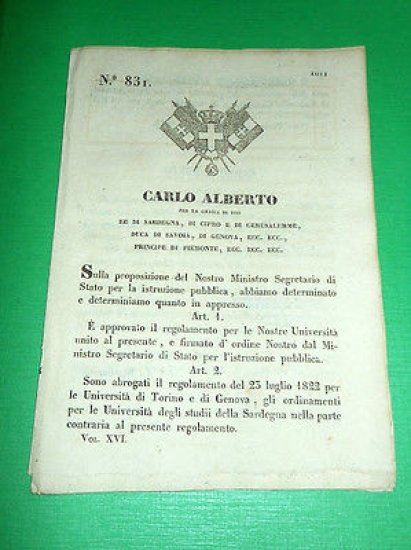 N.º 831.
CARLO ALBERTO
PER LA GRAZIA DI DIO
RE DI SARDEGNA, DI CIPRO E DI GERUSALEMME,
DUCA DI SAVOIA, DI GENOVA, ECC. ECC.,
PRINCIPE DI PIEMONTE, ECC. ECC. ECC.
Sulla proposizione del Nostro Ministro Segretario di
Stato per la istruzione pubblica, abbiamo determinato
e determiniamo quanto in appresso.
Art. 1.
È approvato il regolamento per le Nostre Università
unito al presente, e firmato d'ordine Nostro dal Mi-
nistro Segretario di Stato per l'istruzione pubblica.
Art. 2.
Sono abrogati il regolamento del 23 luglio 1822 per
le Università di Torino e di Genova, gli ordinamenti
per le Università degli studii della Sardegna nella parte
contraria al presente regolamento.
Vol. XVI.